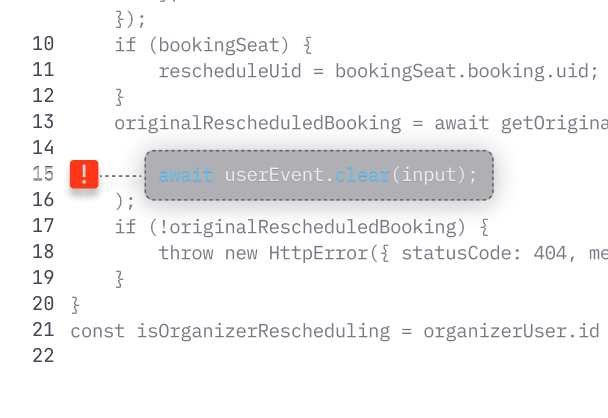 });
10 if (bookingSeat) {
11 rescheduleUid = bookingSeat.booking.uid;
12 }
13 originalRescheduledBooking = await getOrigina
14
15 ! await userEvent.clear(input);
16 );
17 if (!originalRescheduledBooking) {
18 throw new HttpError({ statusCode: 404, me
19 }
20 }
21 const isOrganizerRescheduling = organizerUser.id
22